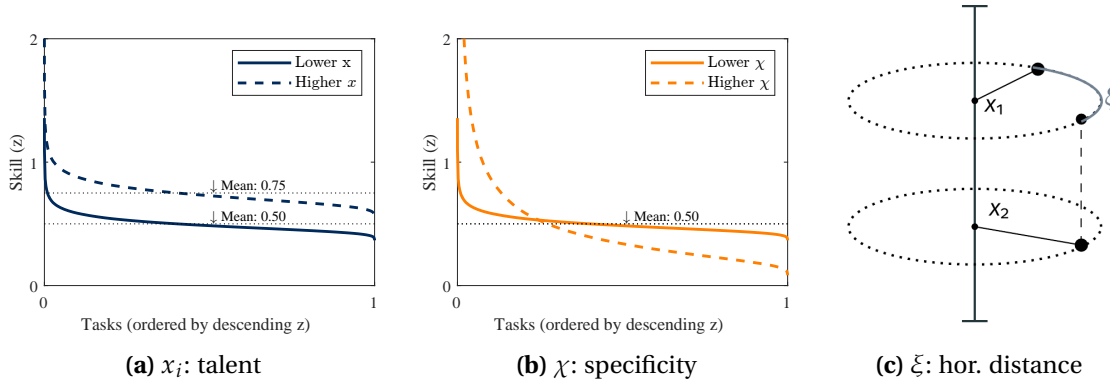 2
Lower x
Higher x
Skill (z)
1
↓ Mean: 0.75
↓ Mean: 0.50
0
0
1
Tasks (ordered by descending z)
(a) x_i: talent
2
Lower χ
Higher χ
Skill (z)
1
↓ Mean: 0.50
0
0
1
Tasks (ordered by descending z)
(b) χ: specificity
x₁
ξ
x₂
(c) ξ: hor. distance